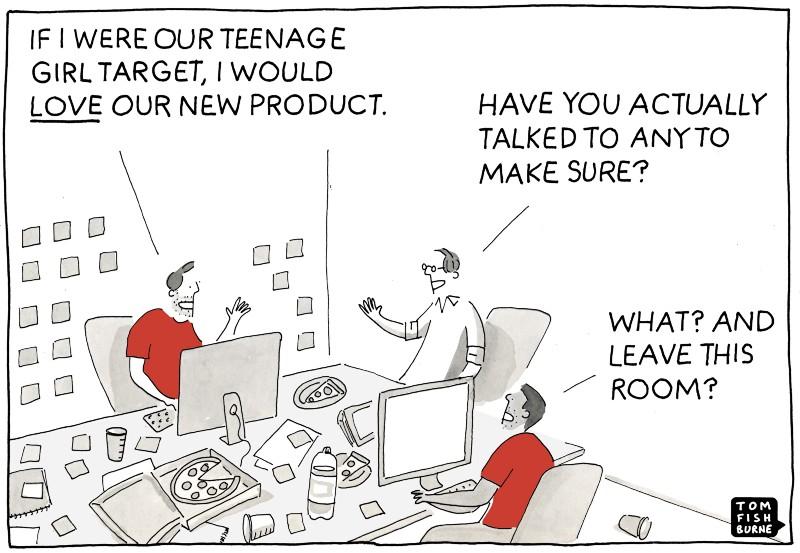 IF I WERE OUR TEENAGE
GIRL TARGET, I WOULD
LOVE OUR NEW PRODUCT.
HAVE YOU ACTUALLY
TALKED TO ANY TO
MAKE SURE?
WHAT? AND
LEAVE THIS
ROOM?
TOM
FISH
BURNE